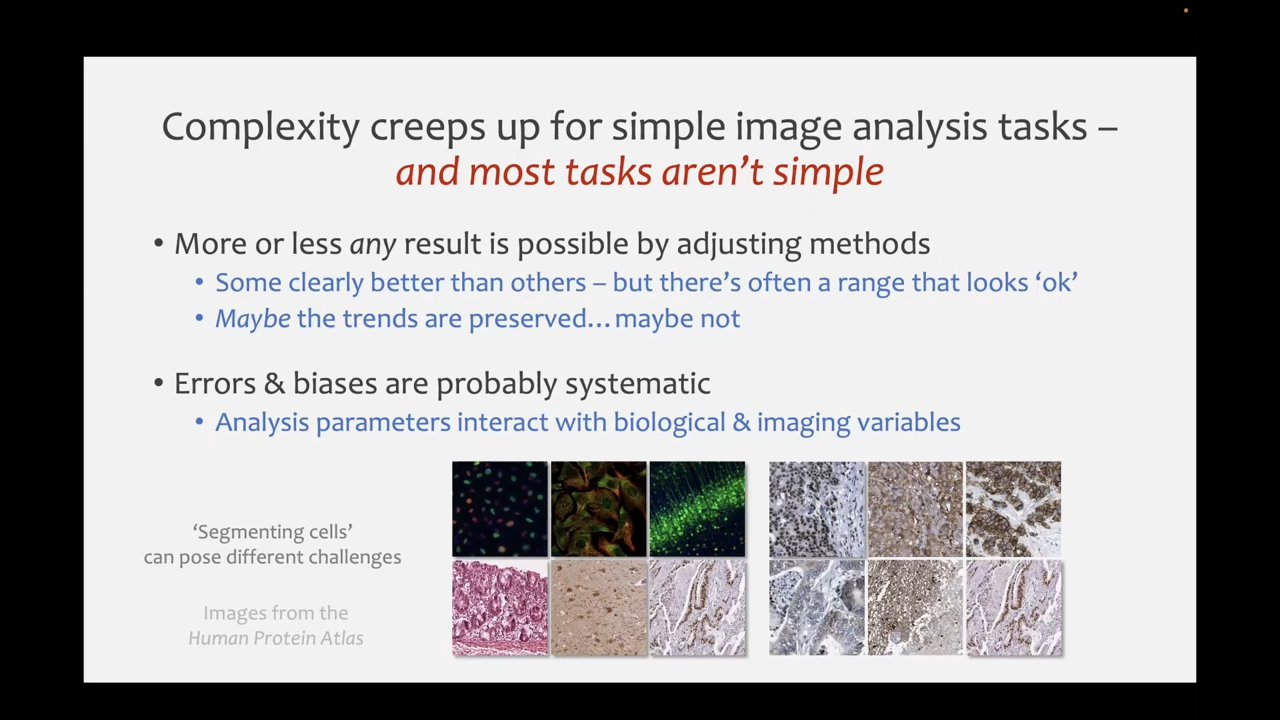 Complexity creeps up for simple image analysis tasks –
and most tasks aren’t simple
• More or less any result is possible by adjusting methods
• Some clearly better than others – but there’s often a range that looks ‘ok’
• Maybe the trends are preserved…maybe not
• Errors & biases are probably systematic
• Analysis parameters interact with biological & imaging variables
‘Segmenting cells’
can pose different challenges
Images from the
Human Protein Atlas